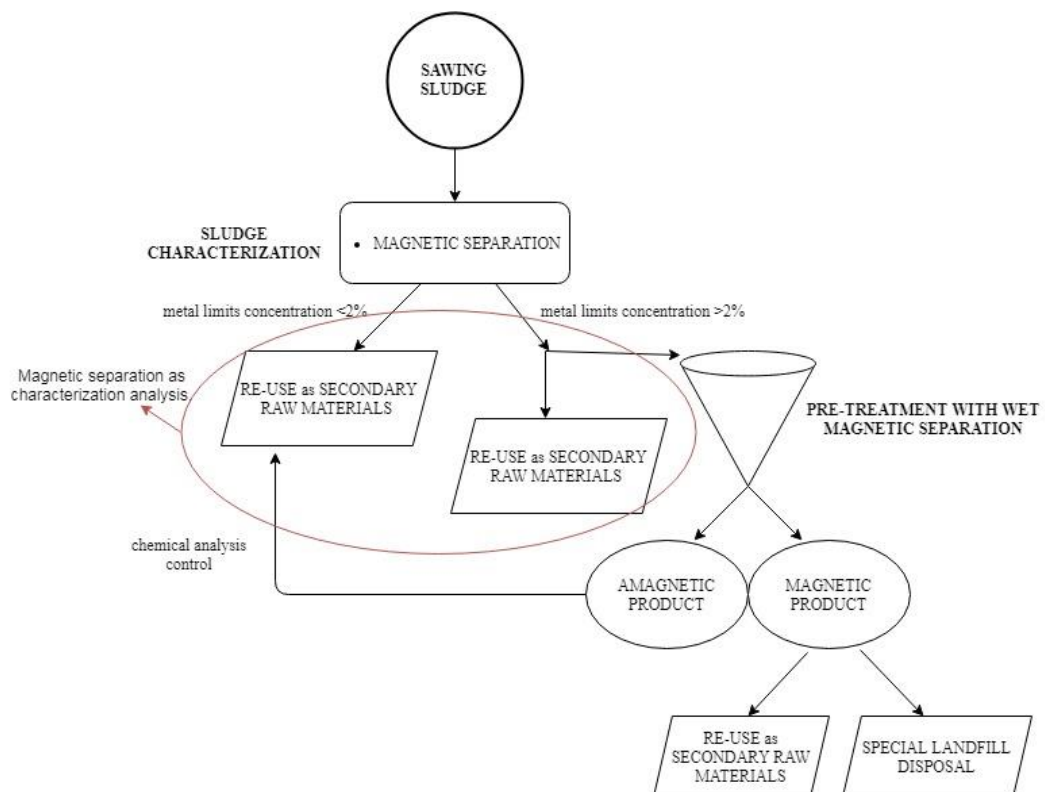 SAWING
SLUDGE
SLUDGE
CHARACTERIZATION
• MAGNETIC SEPARATION
metal limits concentration <2%
metal limits concentration >2%
Magnetic separation as
characterization analysis
RE-USE as SECONDARY
RAW MATERIALS
RE-USE as SECONDARY
RAW MATERIALS
PRE-TREATMENT WITH WET
MAGNETIC SEPARATION
chemical analysis
control
AMAGNETIC
PRODUCT
MAGNETIC
PRODUCT
RE-USE as
SECONDARY RAW
MATERIALS
SPECIAL LANDFILL
DISPOSAL